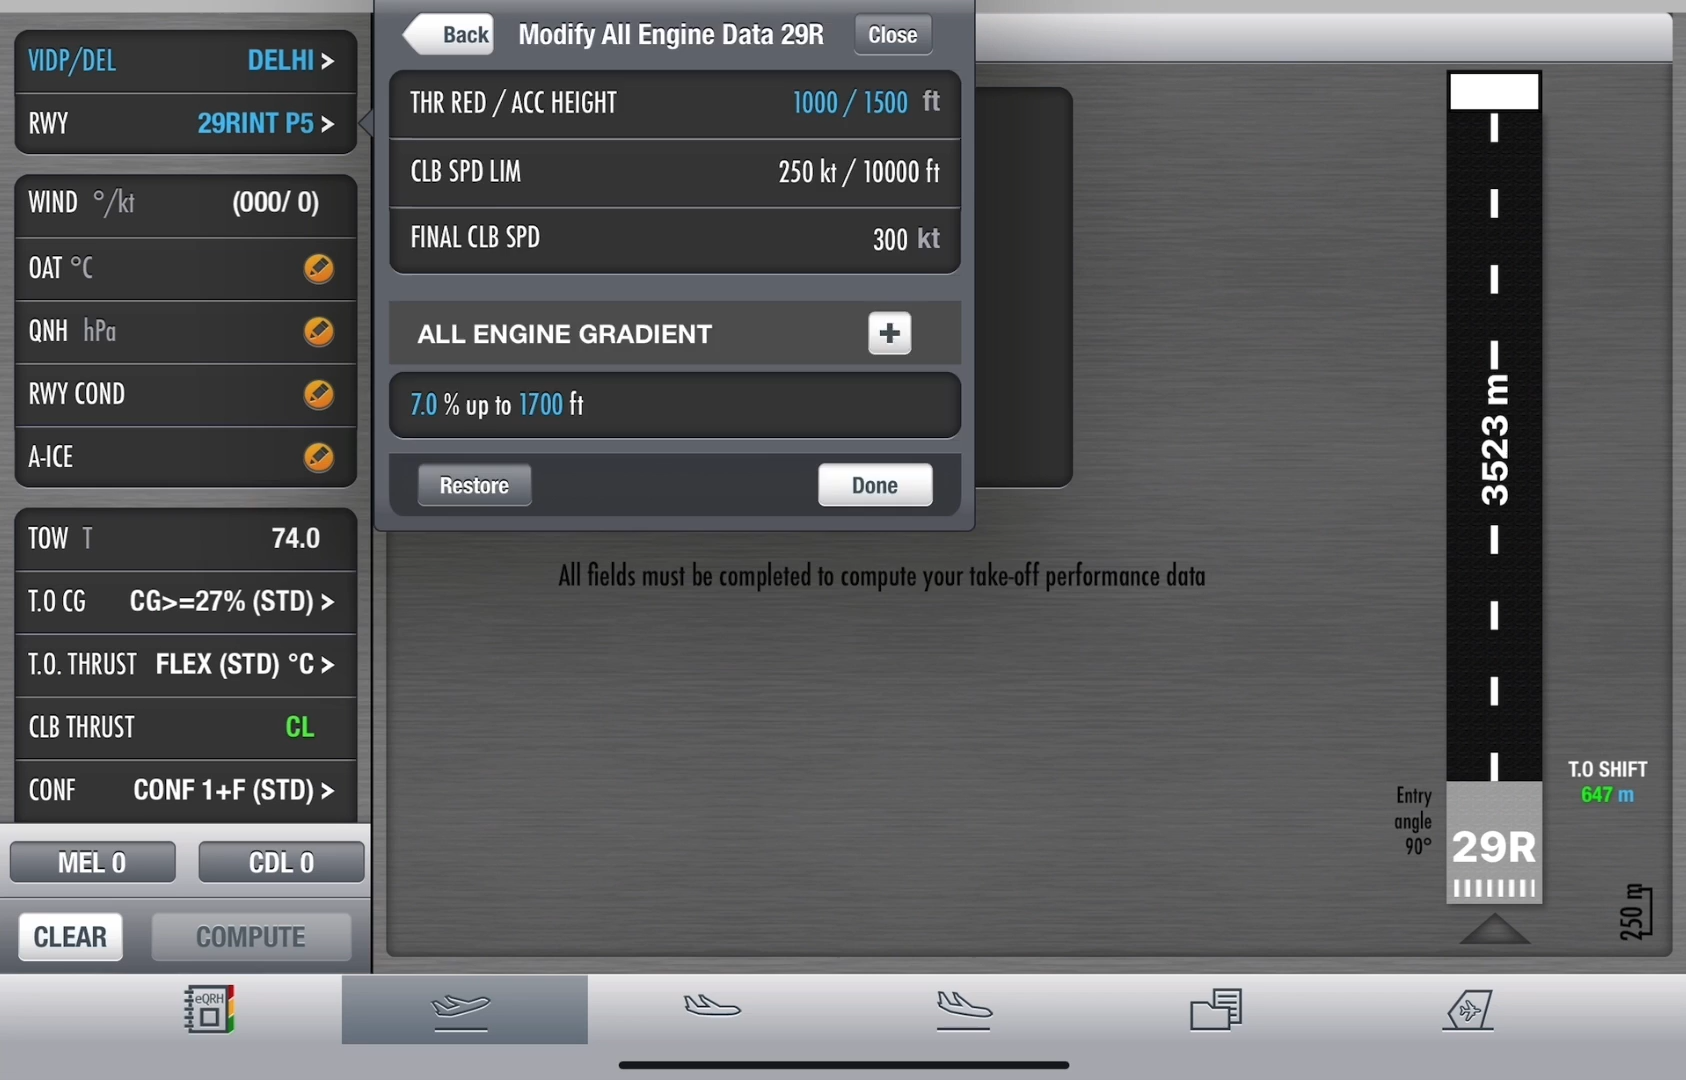 VIDP/DEL DELHI >
RWY 29RINT P5 >
WIND °/kt (000/ 0)
OAT °C
QNH hPa
RWY COND
A-ICE
TOW T 74.0
T.O CG CG>=27% (STD) >
T.O. THRUST FLEX (STD) °C >
CLB THRUST CL
CONF CONF 1+F (STD) >
MEL 0 CDL 0
CLEAR COMPUTE
Back Modify All Engine Data 29R Close
THR RED / ACC HEIGHT 1000 / 1500 ft
CLB SPD LIM 250 kt / 10000 ft
FINAL CLB SPD 300 kt
ALL ENGINE GRADIENT +
7.0 % up to 1700 ft
Restore Done
All fields must be completed to compute your take-off performance data
3523 m
T.O SHIFT
647 m
Entry
angle
90°
29R
250 m
eQRH